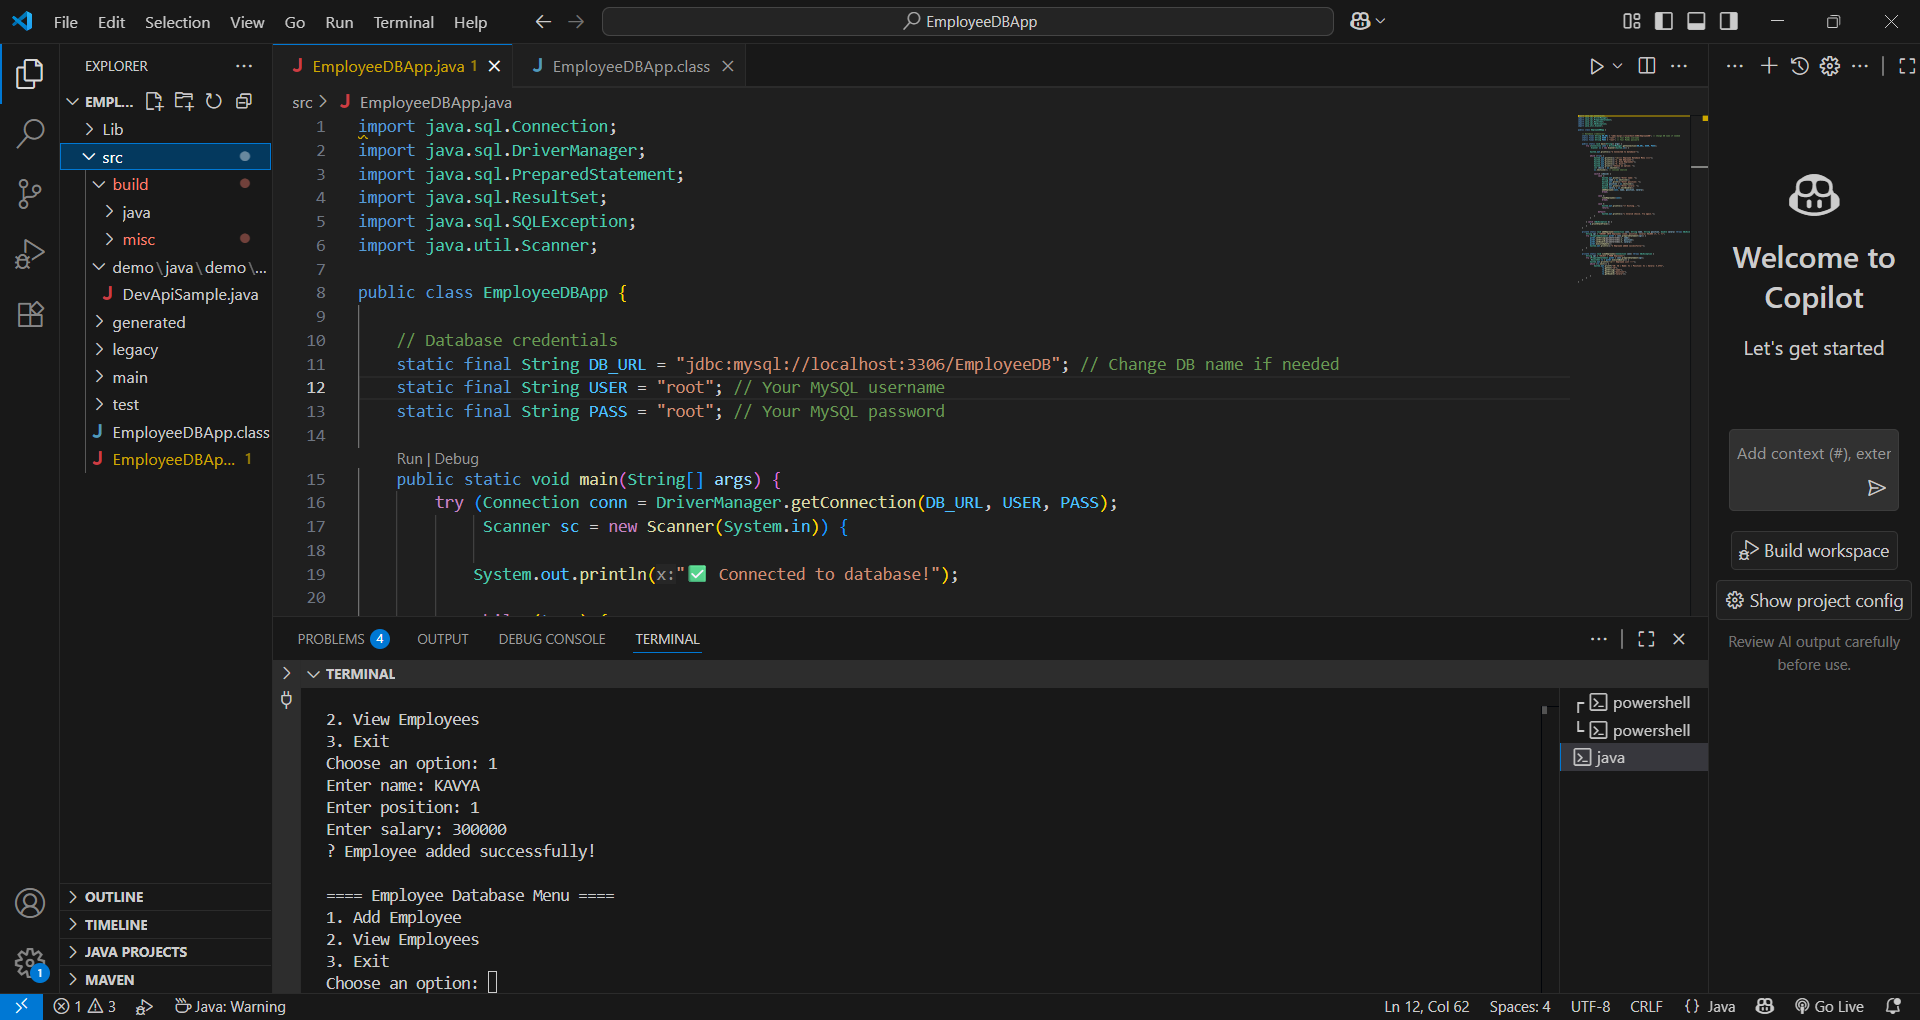 File Edit Selection View Go Run Terminal Help
EmployeeDBApp
EXPLORER
EMPL...
Lib
src
build
java
misc
demo\java\demo\...
DevApiSample.java
generated
legacy
main
test
EmployeeDBApp.class
EmployeeDBAp... 1
OUTLINE
TIMELINE
JAVA PROJECTS
MAVEN
EmployeeDBApp.java 1
EmployeeDBApp.class
src > EmployeeDBApp.java
1 import java.sql.Connection;
2 import java.sql.DriverManager;
3 import java.sql.PreparedStatement;
4 import java.sql.ResultSet;
5 import java.sql.SQLException;
6 import java.util.Scanner;
7
8 public class EmployeeDBApp {
9
10 // Database credentials
11 static final String DB_URL = "jdbc:mysql://localhost:3306/EmployeeDB"; // Change DB name if needed
12 static final String USER = "root"; // Your MySQL username
13 static final String PASS = "root"; // Your MySQL password
14
Run | Debug
15 public static void main(String[] args) {
16 try (Connection conn = DriverManager.getConnection(DB_URL, USER, PASS);
17 Scanner sc = new Scanner(System.in)) {
18
19 System.out.println(x:"✅ Connected to database!");
20
PROBLEMS 4 OUTPUT DEBUG CONSOLE TERMINAL
TERMINAL
2. View Employees
3. Exit
Choose an option: 1
Enter name: KAVYA
Enter position: 1
Enter salary: 300000
? Employee added successfully!
==== Employee Database Menu ====
1. Add Employee
2. View Employees
3. Exit
Choose an option:
powershell
powershell
java
Welcome to
Copilot
Let's get started
Add context (#), exter
Build workspace
Show project config
Review AI output carefully
before use.
1
1 3 Java: Warning Ln 12, Col 62 Spaces: 4 UTF-8 CRLF {} Java Go Live